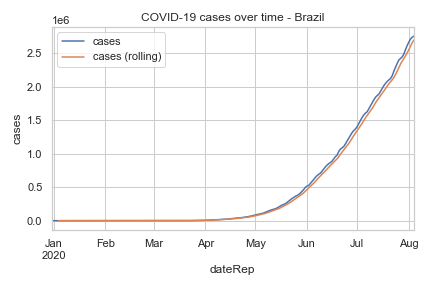 COVID-19 cases over time - Brazil
1e6
cases
cases (rolling)
2.5
2.0
1.5
1.0
0.5
0.0
cases
Jan Feb Mar Apr May Jun Jul Aug
2020
dateRep